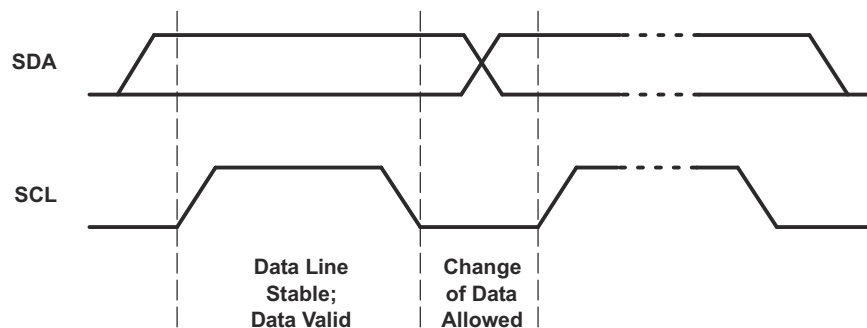 SDA
SCL
Data Line
Stable;
Data Valid
Change
of Data
Allowed